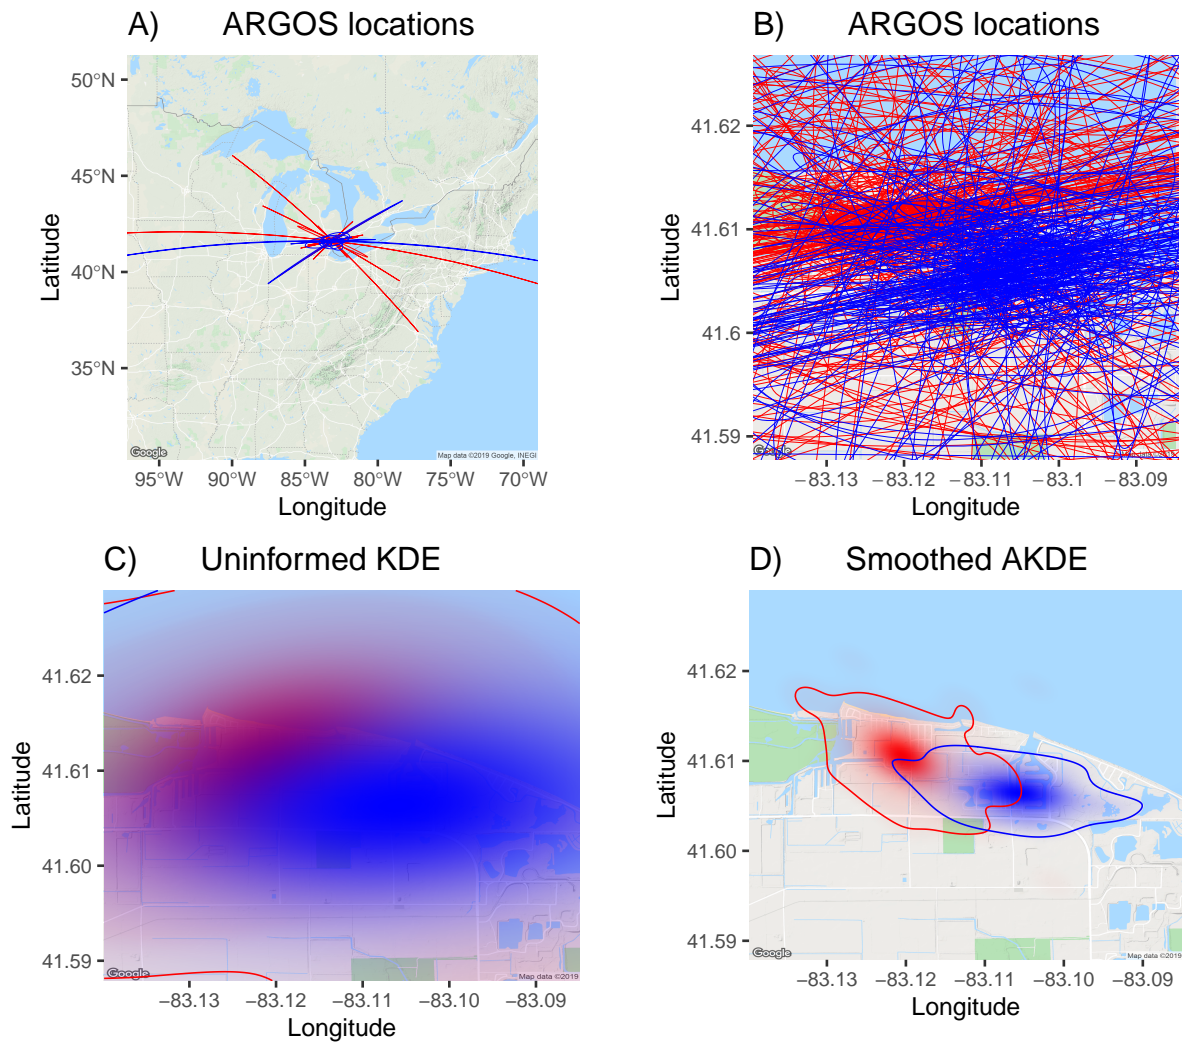 A) ARGOS locations
B) ARGOS locations
50°N
45°N
40°N
35°N
Latitude
Google
Map data ©2019 Google, INEGI
95°W 90°W 85°W 80°W 75°W 70°W
Longitude
41.62
41.61
41.6
41.59
Latitude
Google
−83.13 −83.12 −83.11 −83.1 −83.09
Longitude
C) Uninformed KDE
D) Smoothed AKDE
41.62
41.61
41.60
41.59
Latitude
Google
Map data ©2019
−83.13 −83.12 −83.11 −83.10 −83.09
Longitude
41.62
41.61
41.60
41.59
Latitude
Google
Map data ©2019
−83.13 −83.12 −83.11 −83.10 −83.09
Longitude